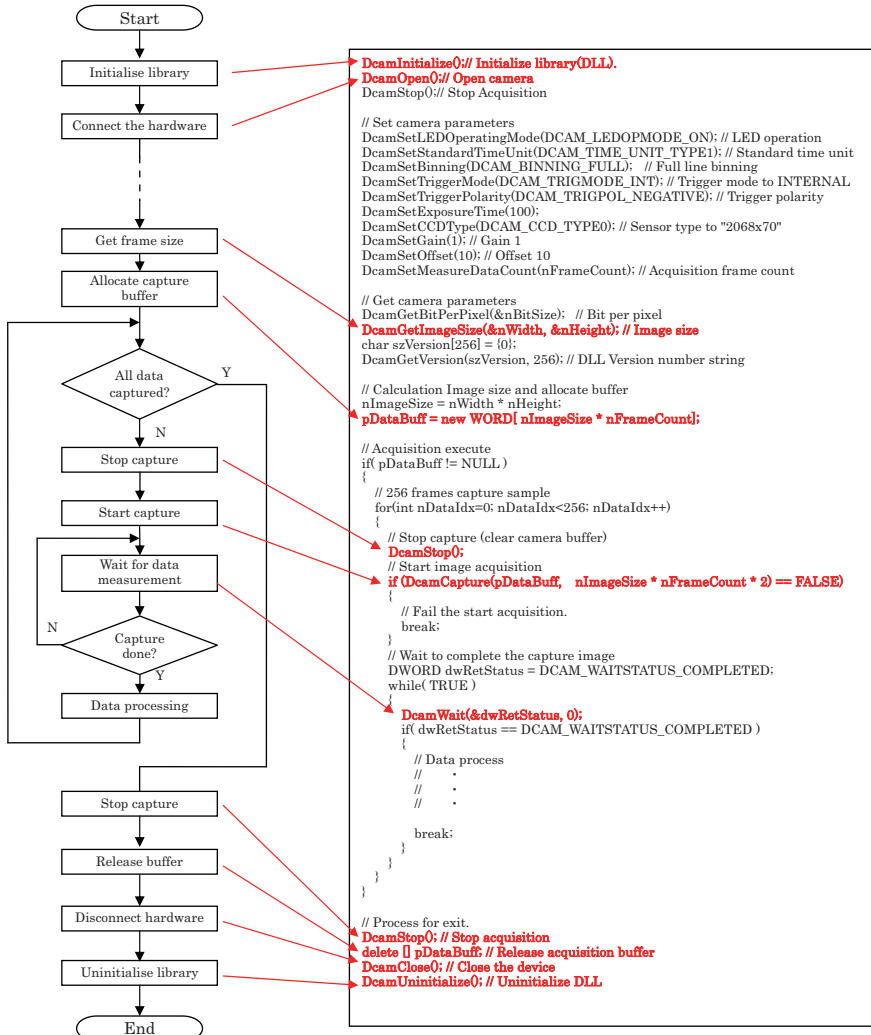 Start
Initialise library
Connect the hardware
Get frame size
Allocate capture
buffer
All data
captured?
Y
N
Stop capture
Start capture
Wait for data
measurement
N
Capture
done?
Y
Data processing
Stop capture
Release buffer
Disconnect hardware
Uninitialise library
End
DcamInitialize();// Initialize library(DLL).
DcamOpen();// Open camera
DcamStop();// Stop Acquisition
// Set camera parameters
DcamSetLEDOperatingMode(DCAM_LEDOPMODE_ON); // LED operation
DcamSetStandardTimeUnit(DCAM_TIME_UNIT_TYPE1); // Standard time unit
DcamSetBinning(DCAM_BINNING_FULL); // Full line binning
DcamSetTriggerMode(DCAM_TRIGMODE_INT); // Trigger mode to INTERNAL
DcamSetTriggerPolarity(DCAM_TRIGPOL_NEGATIVE); // Trigger polarity
DcamSetExposureTime(100);
DcamSetCCDType(DCAM_CCD_TYPE0); // Sensor type to "2068x70"
DcamSetGain(1); // Gain 1
DcamSetOffset(10); // Offset 10
DcamSetMeasureDataCount(nFrameCount); // Acquisition frame count
// Get camera parameters
DcamGetBitPerPixel(&nBitSize); // Bit per pixel
DcamGetImageSize(&nWidth, &nHeight); // Image size
char szVersion[256] = {0};
DcamGetVersion(szVersion, 256); // DLL Version number string
// Calculation Image size and allocate buffer
nImageSize = nWidth * nHeight;
pDataBuff = new WORD[ nImageSize * nFrameCount];
// Acquisition execute
if( pDataBuff != NULL )
{
// 256 frames capture sample
for(int nDataIdx=0; nDataIdx<256; nDataIdx++)
{
// Stop capture (clear camera buffer)
DcamStop();
// Start image acquisition
if (DcamCapture(pDataBuff, nImageSize * nFrameCount * 2) == FALSE)
{
// Fail the start acquisition.
break;
}
// Wait to complete the capture image
DWORD dwRetStatus = DCAM_WAITSTATUS_COMPLETED;
while( TRUE )
{
DcamWait(&dwRetStatus, 0);
if( dwRetStatus == DCAM_WAITSTATUS_COMPLETED )
{
// Data process
// ・
// ・
// ・
break;
}
}
}
}
// Process for exit.
DcamStop(); // Stop acquisition
delete [] pDataBuff; // Release acquisition buffer
DcamClose(); // Close the device
DcamUninitialize(); // Uninitialize DLL